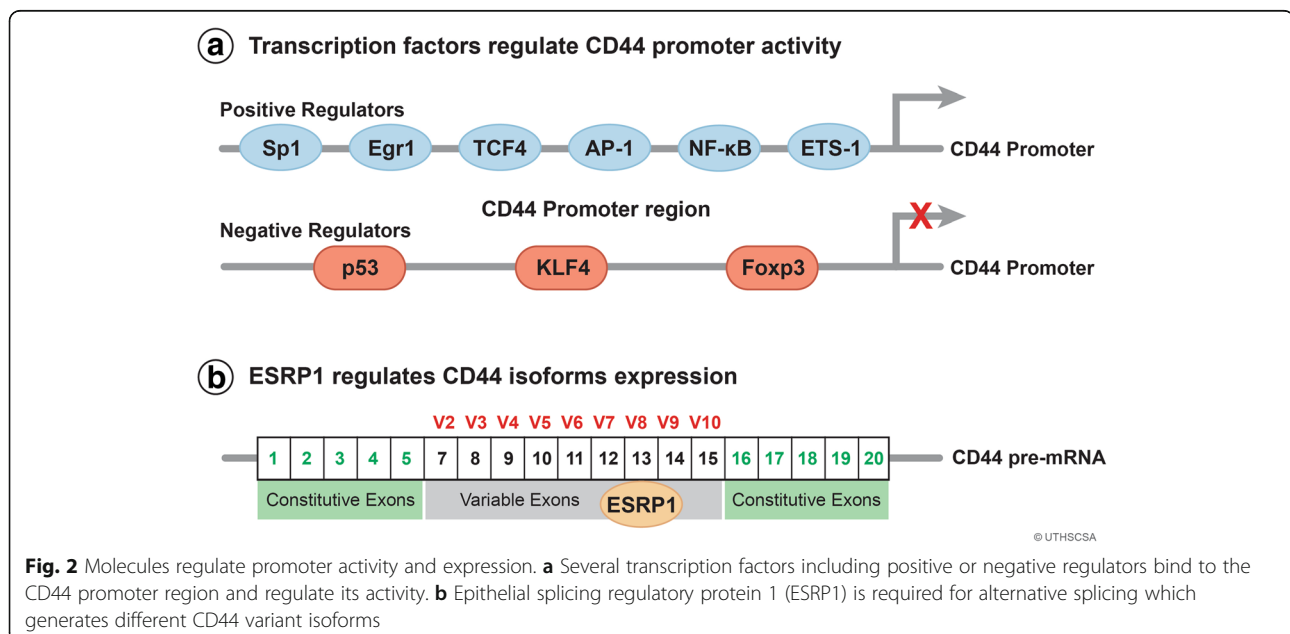 a Transcription factors regulate CD44 promoter activity
Positive Regulators
Sp1 Egr1 TCF4 AP-1 NF-κB ETS-1 CD44 Promoter
CD44 Promoter region
X
Negative Regulators
p53 KLF4 Foxp3 CD44 Promoter
b ESRP1 regulates CD44 isoforms expression
V2 V3 V4 V5 V6 V7 V8 V9 V10
1 2 3 4 5 7 8 9 10 11 12 13 14 15 16 17 18 19 20 CD44 pre-mRNA
Constitutive Exons Variable Exons ESRP1 Constitutive Exons
© UTHSCSA
Fig. 2 Molecules regulate promoter activity and expression. a Several transcription factors including positive or negative regulators bind to the
CD44 promoter region and regulate its activity. b Epithelial splicing regulatory protein 1 (ESRP1) is required for alternative splicing which
generates different CD44 variant isoforms